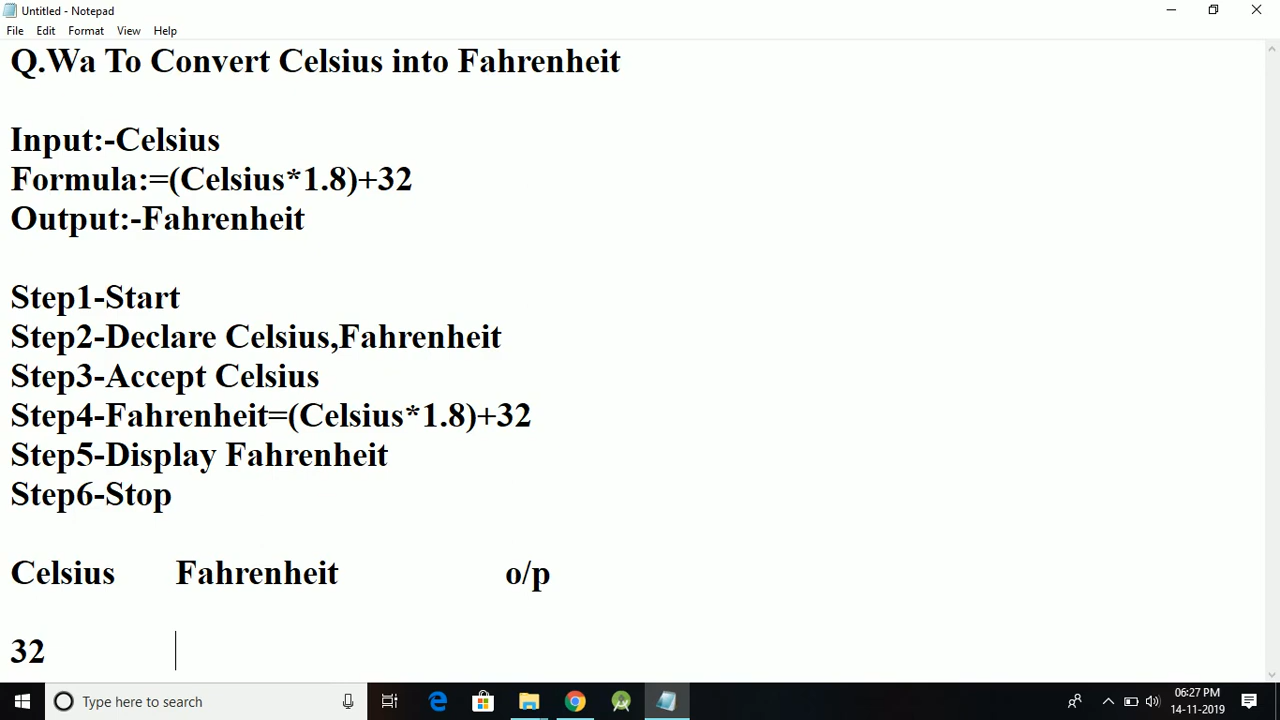 Untitled - Notepad
File Edit Format View Help
Q.Wa To Convert Celsius into Fahrenheit
Input:-Celsius
Formula:=(Celsius*1.8)+32
Output:-Fahrenheit
Step1-Start
Step2-Declare Celsius,Fahrenheit
Step3-Accept Celsius
Step4-Fahrenheit=(Celsius*1.8)+32
Step5-Display Fahrenheit
Step6-Stop
Celsius Fahrenheit o/p
32
Type here to search
06:27 PM
14-11-2019